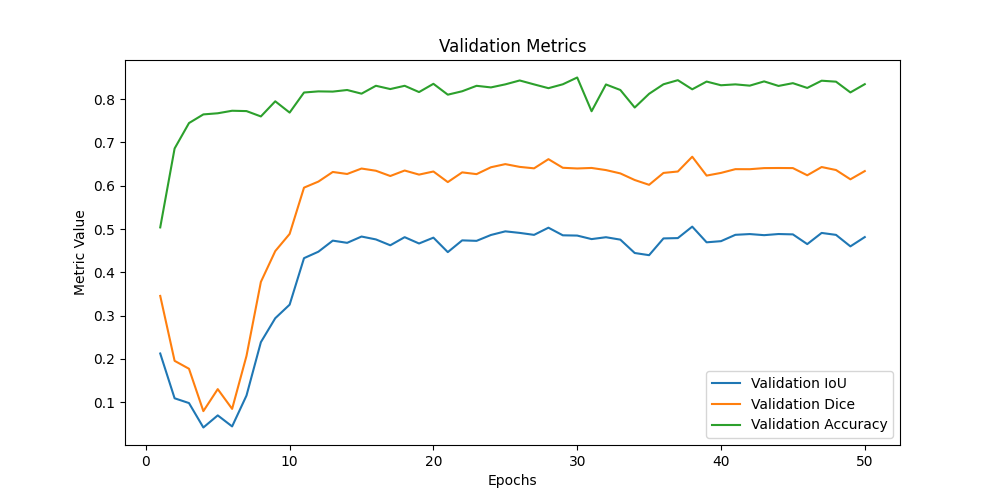 Validation Metrics
Metric Value
0.8
0.7
0.6
0.5
0.4
0.3
0.2
0.1
Validation IoU
Validation Dice
Validation Accuracy
0 10 20 30 40 50
Epochs